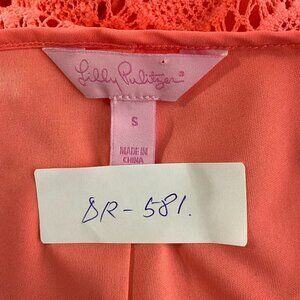 Lilly Pulitzer®
S
MADE IN
CHINA
DR-581.